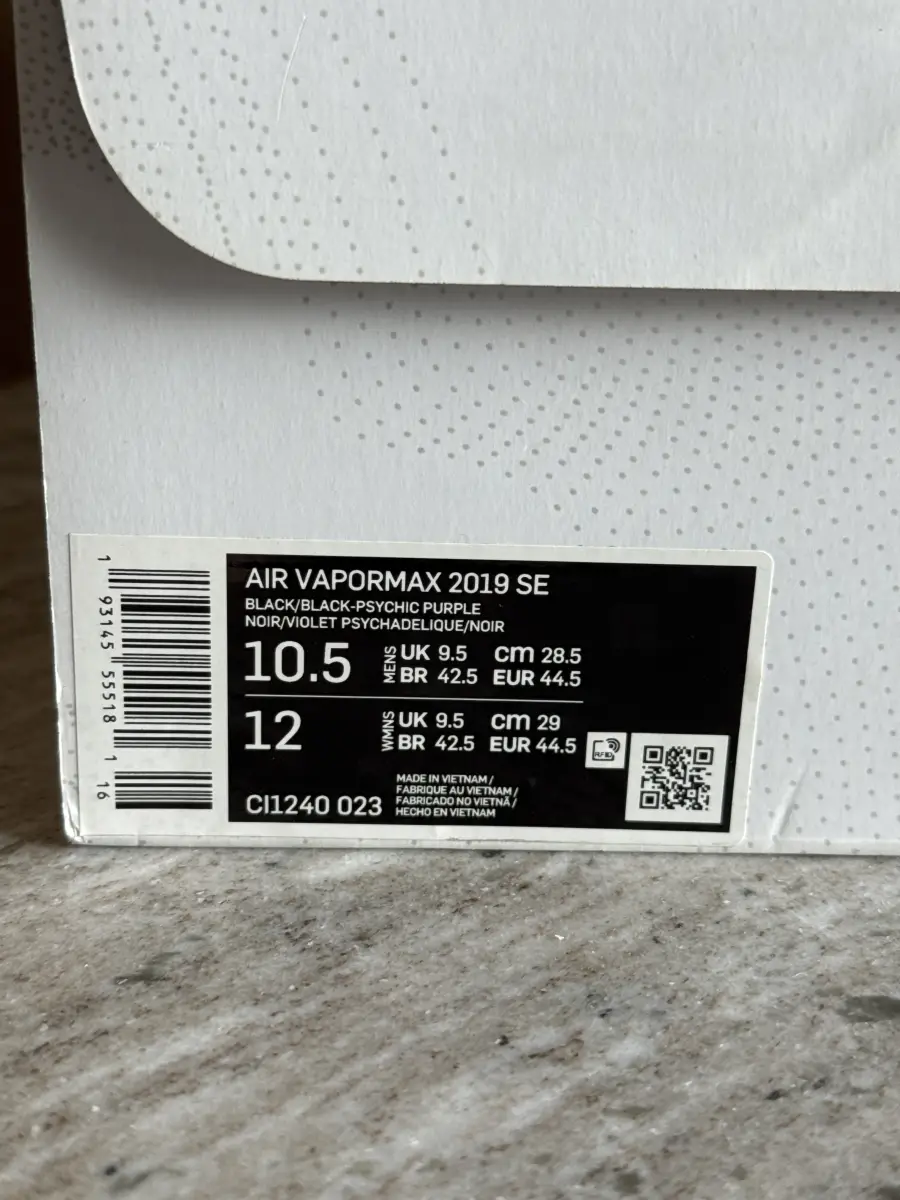 AIR VAPORMAX 2019 SE
BLACK/BLACK-PSYCHIC PURPLE
NOIR/VIOLET PSYCHADELIQUE/NOIR
10.5 MENS UK 9.5 cm 28.5
BR 42.5 EUR 44.5
12 WMNS UK 9.5 cm 29
BR 42.5 EUR 44.5
CI1240 023
MADE IN VIETNAM /
FABRIQUE AU VIETNAM /
FABRICADO NO VIETNÃ /
HECHO EN VIETNAM
1 93145 55518 1 16
RFID